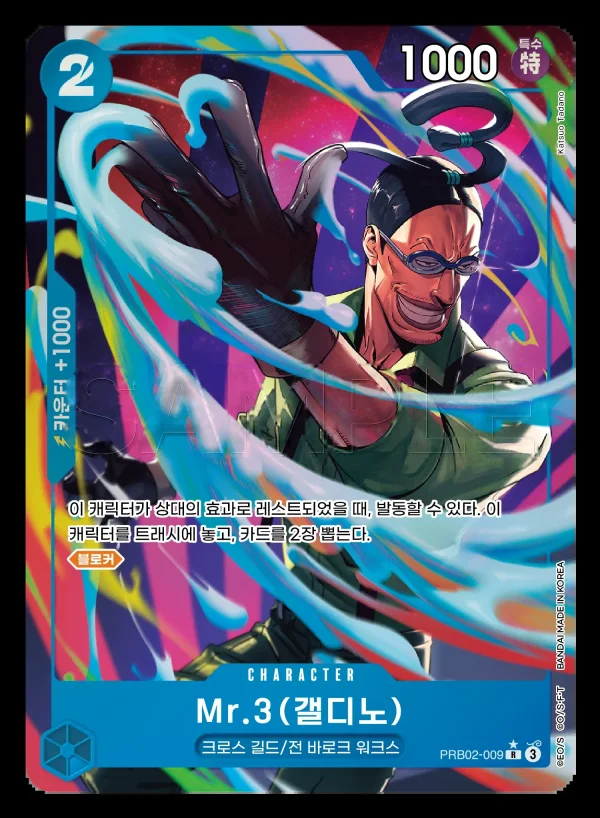 2
1000
특수
特
Katsuo Tadano
카운터 +1000
SAMPLE
이 캐릭터가 상대의 효과로 레스트되었을 때, 발동할 수 있다. 이
캐릭터를 트래시에 놓고, 카드를 2장 뽑는다.
블로커
BANDAI MADE IN KOREA
CHARACTER
Mr.3(갤디노)
크로스 길드/전 바로크 워크스
PRB02-009 R 3
©EO/S ©O/S·F·T